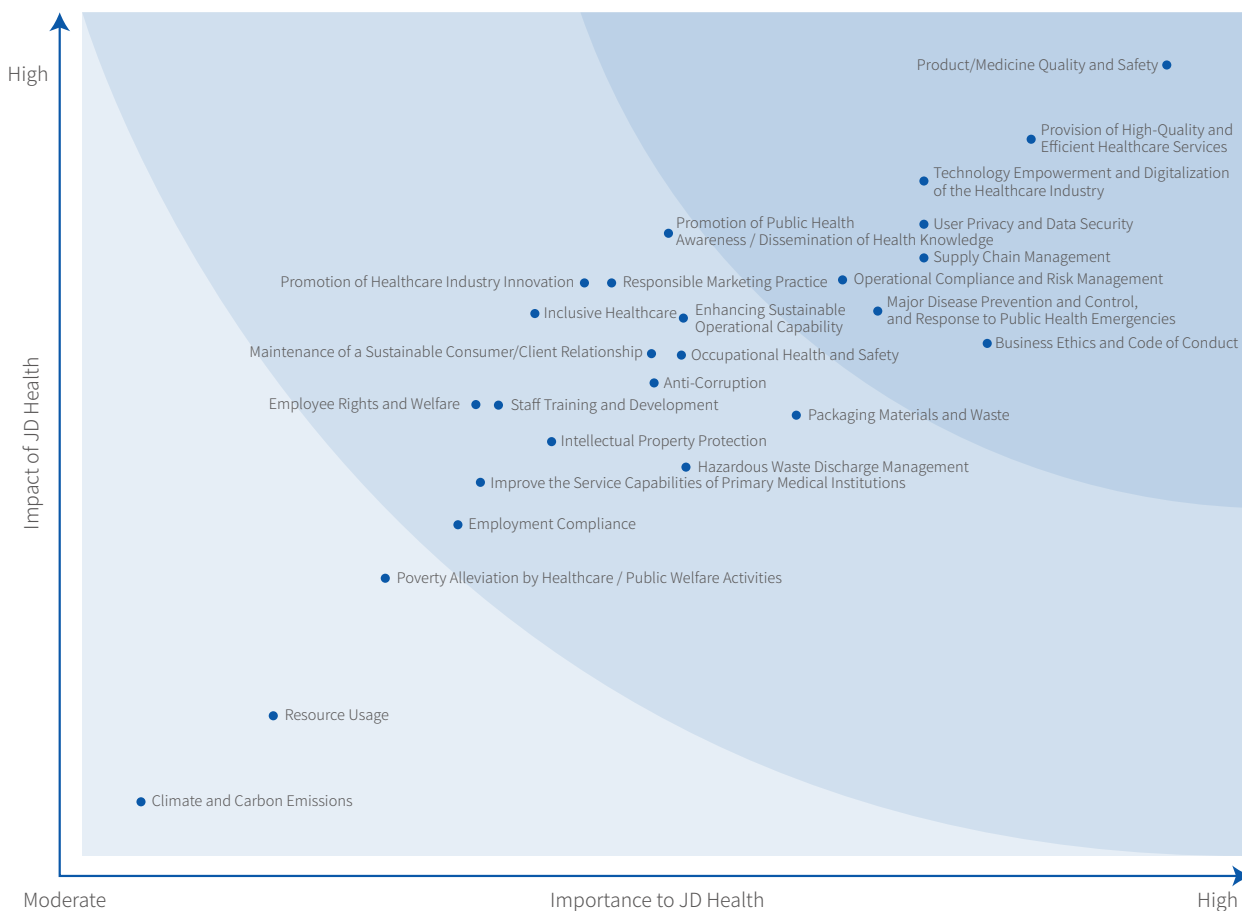 High
Product/Medicine Quality and Safety
Provision of High-Quality and
Efficient Healthcare Services
Technology Empowerment and Digitalization
of the Healthcare Industry
Promotion of Public Health
Awareness / Dissemination of Health Knowledge
User Privacy and Data Security
Supply Chain Management
Promotion of Healthcare Industry Innovation
Responsible Marketing Practice
Operational Compliance and Risk Management
Inclusive Healthcare
Enhancing Sustainable
Operational Capability
Major Disease Prevention and Control,
and Response to Public Health Emergencies
Business Ethics and Code of Conduct
Maintenance of a Sustainable Consumer/Client Relationship
Occupational Health and Safety
Anti-Corruption
Employee Rights and Welfare
Staff Training and Development
Packaging Materials and Waste
Intellectual Property Protection
Hazardous Waste Discharge Management
Improve the Service Capabilities of Primary Medical Institutions
Employment Compliance
Poverty Alleviation by Healthcare / Public Welfare Activities
Resource Usage
Climate and Carbon Emissions
Impact of JD Health
Moderate
Importance to JD Health
High